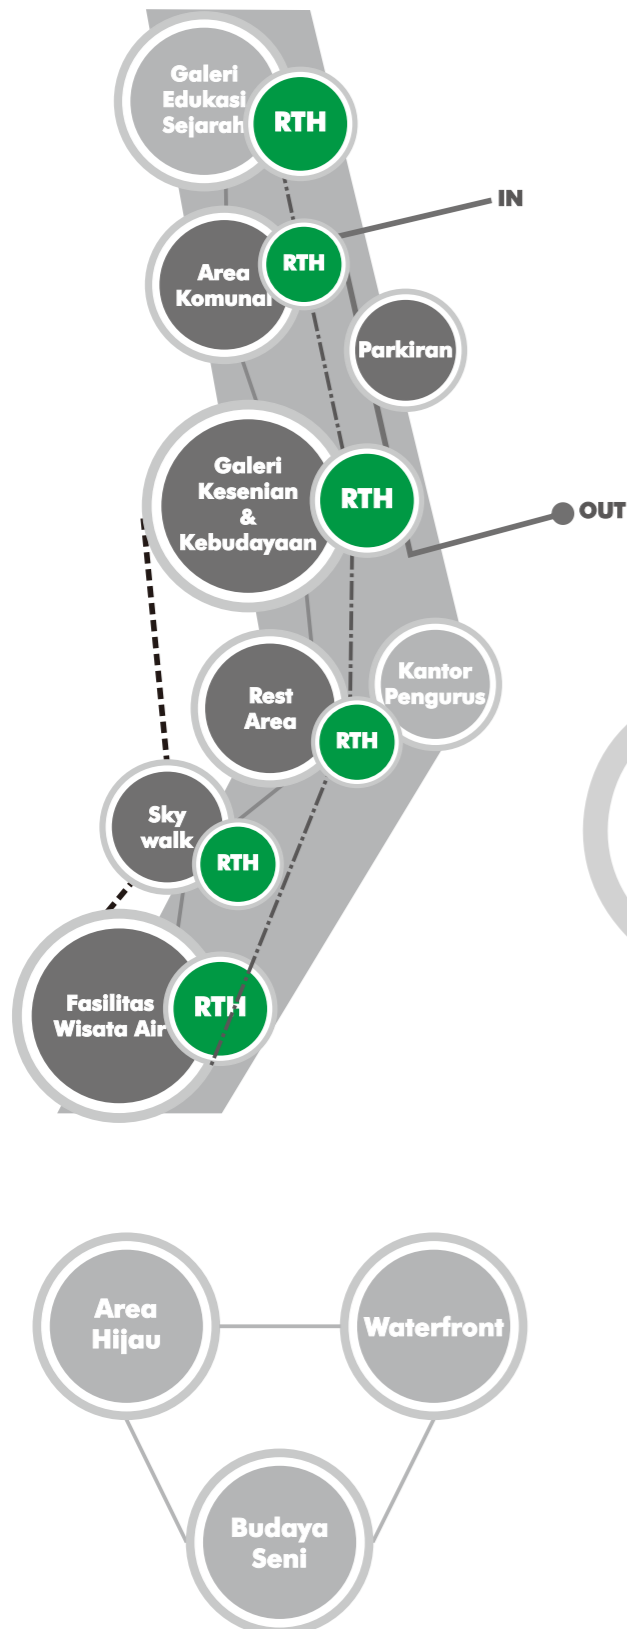 Galeri
Edukasi
Sejarah
RTH
IN
RTH
Area
Komunal
Parkiran
Galeri
Kesenian
&
Kebudayaan
RTH
OUT
Kantor
Pengurus
Rest
Area
RTH
Sky
walk
RTH
Fasilitas
Wisata Air
RTH
Area
Hijau
Waterfront
Budaya
Seni